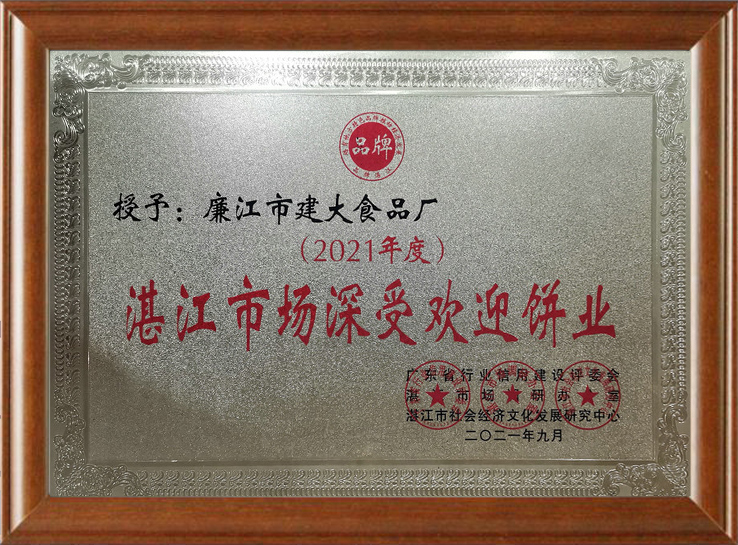 品牌
授予：廉江市建大食品厂
（2021年度）
湛江市场深受欢迎饼业
广东省行业信用建设评委会
湛江市场调研办公室
湛江市社会经济文化发展研究中心
二〇二一年九月